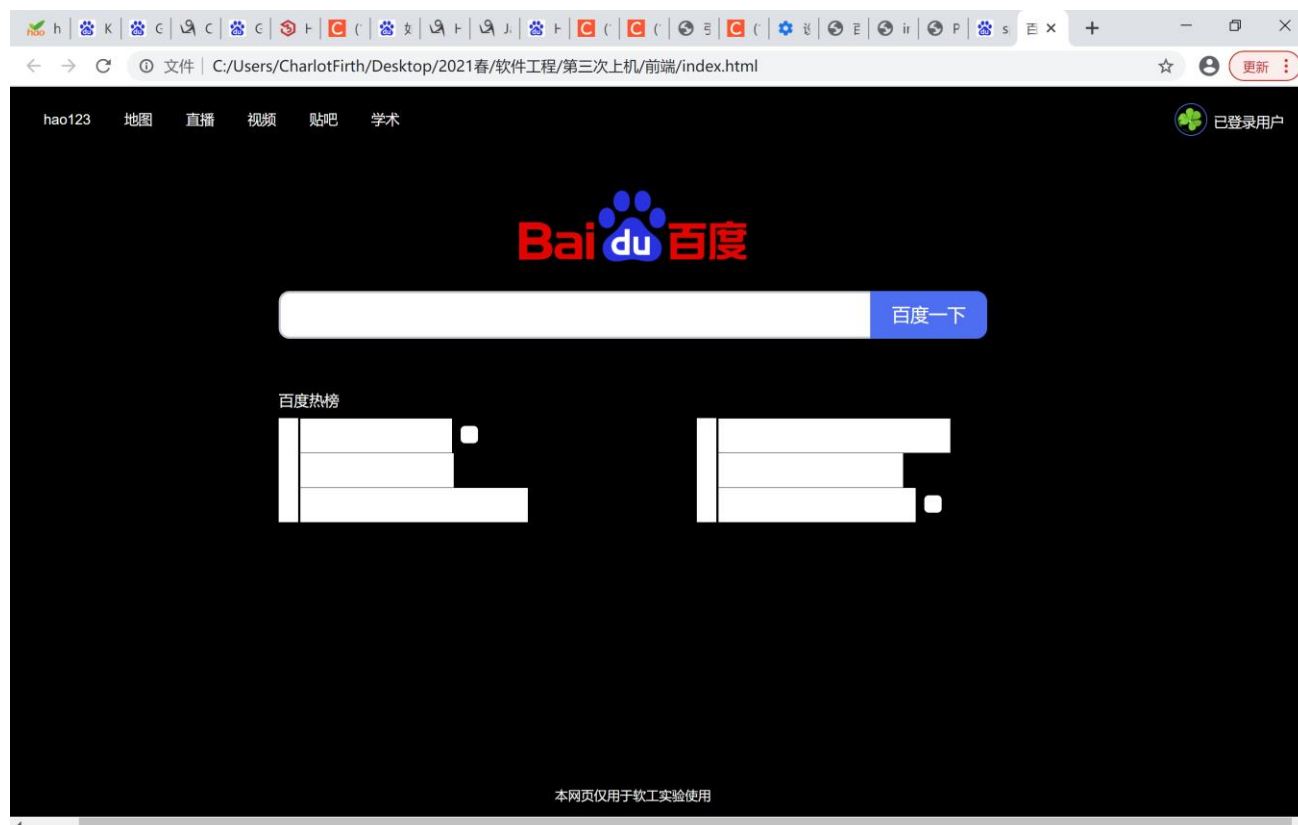 文件 C:/Users/CharlotFirth/Desktop/2021春/软件工程/第三次上机/前端/index.html 更新
hao123 地图 直播 视频 贴吧 学术 已登录用户
Bai du 百度
百度一下
百度热榜
本网页仅用于软工实验使用